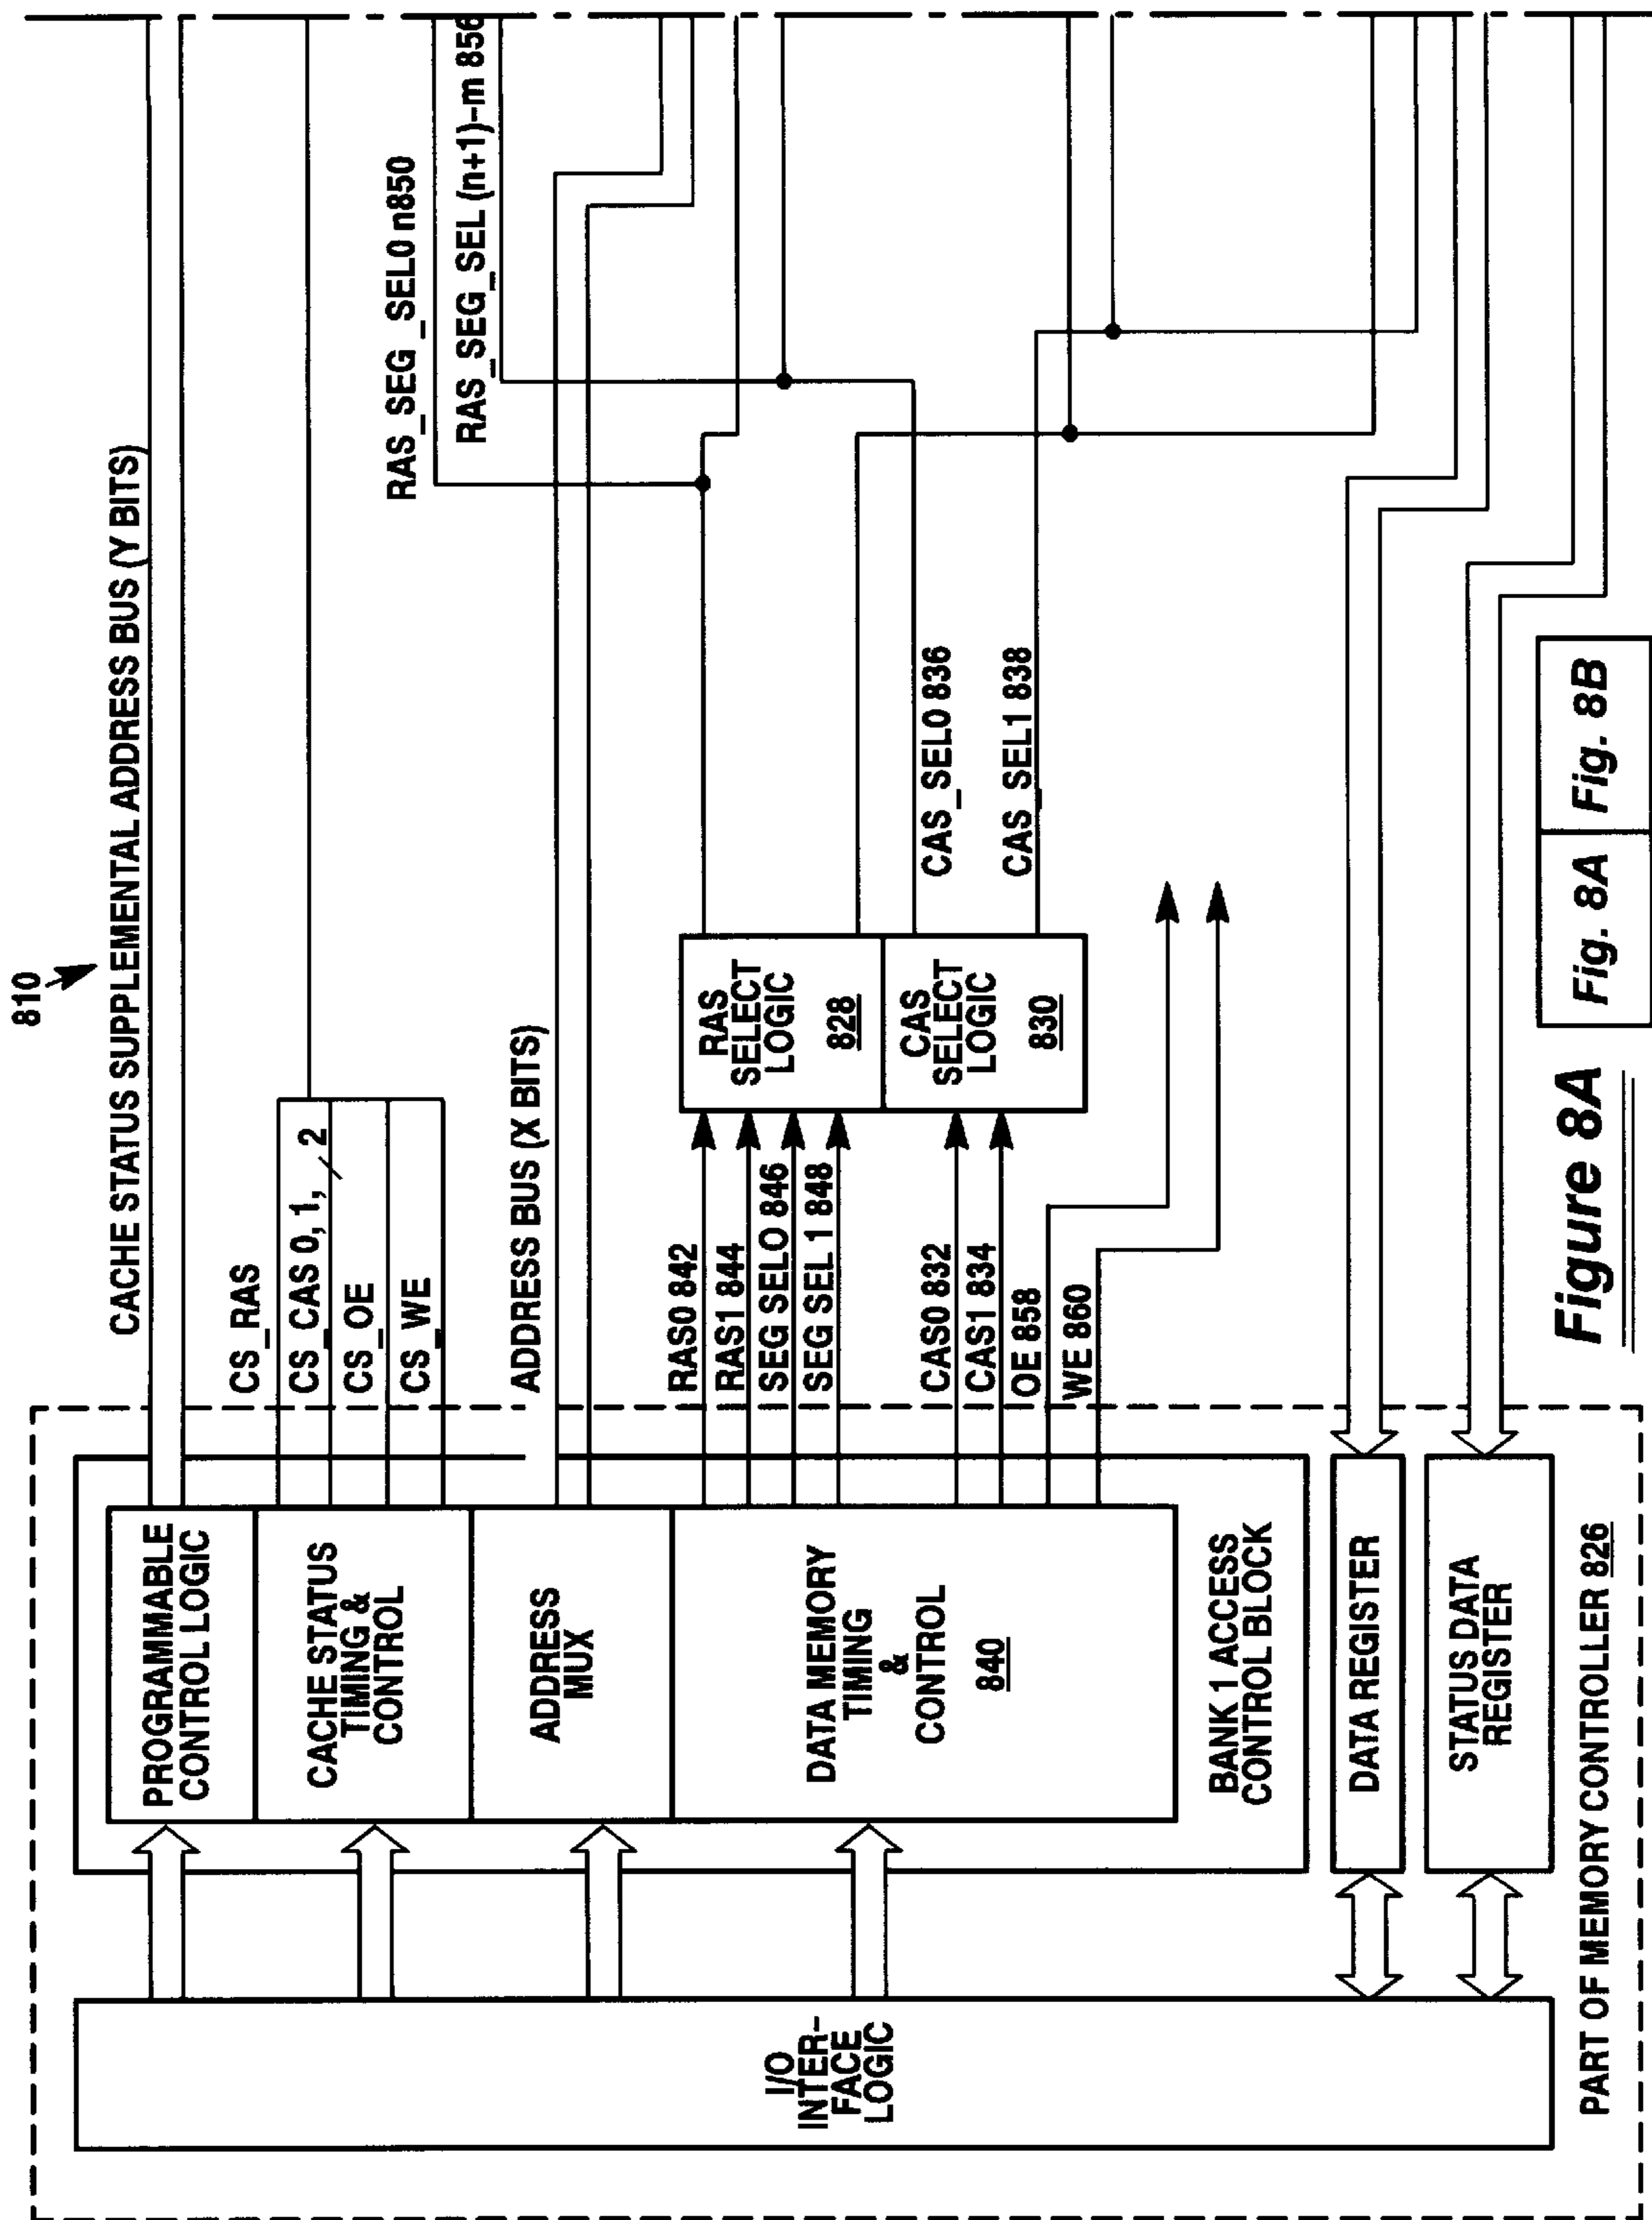 810
CACHE STATUS SUPPLEMENTAL ADDRESS BUS (Y BITS)
CS_RAS
CS_CAS 0, 1, 2
CS_OE
CS_WE
RAS_SEG_SEL0 n850
RAS_SEG_SEL (n+1)-m 856
ADDRESS BUS (X BITS)
RAS0 842
RAS1 844
SEG SEL0 846
SEG SEL 1 848
CAS0 832
CAS1 834
OE 858
WE 860
RAS
SELECT
LOGIC
828
CAS
SELECT
LOGIC
830
CAS_SEL0 836
CAS_SEL1 838
PROGRAMMABLE
CONTROL LOGIC
CACHE STATUS
TIMING &
CONTROL
ADDRESS
MUX
DATA MEMORY
TIMING
&
CONTROL
840
BANK 1 ACCESS
CONTROL BLOCK
DATA REGISTER
STATUS DATA
REGISTER
I/O
INTER-
FACE
LOGIC
PART OF MEMORY CONTROLLER 826
Figure 8A
Fig. 8A
Fig. 8B